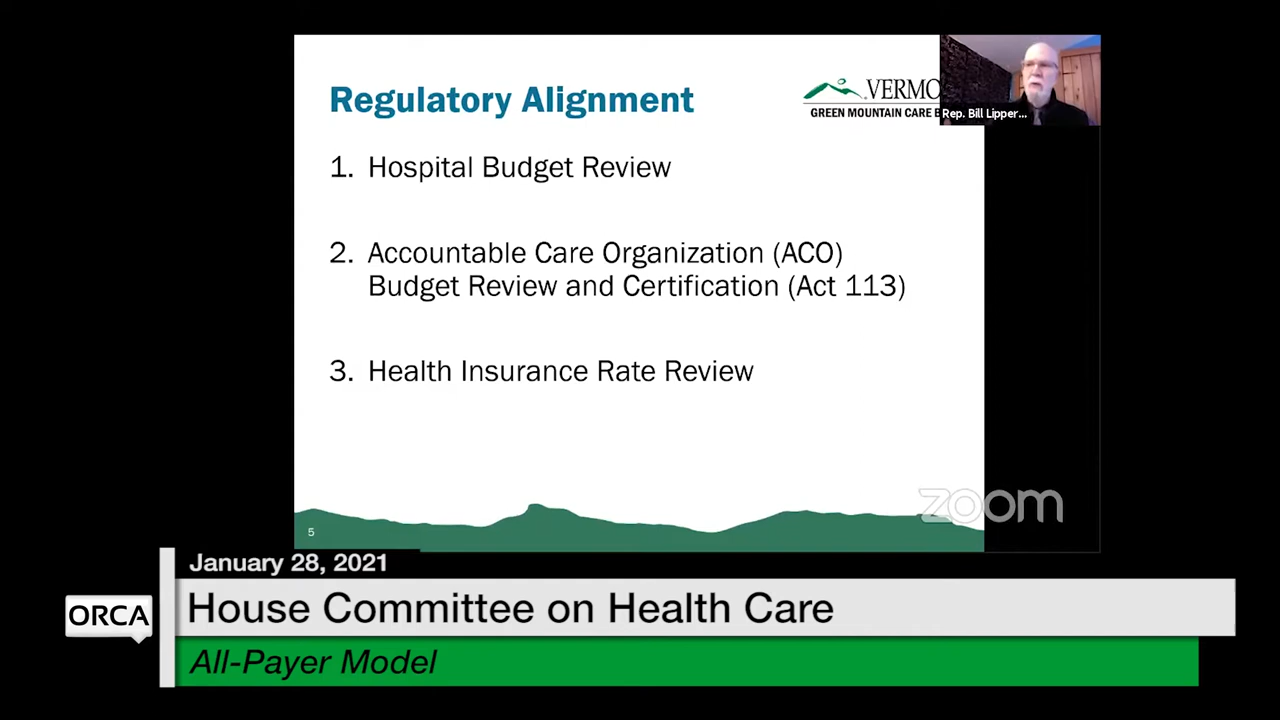 Regulatory Alignment
VERMO
GREEN MOUNTAIN CARE B
Rep. Bill Lipper...
1. Hospital Budget Review
2. Accountable Care Organization (ACO)
Budget Review and Certification (Act 113)
3. Health Insurance Rate Review
zoom
5
January 28, 2021
ORCA
House Committee on Health Care
All-Payer Model